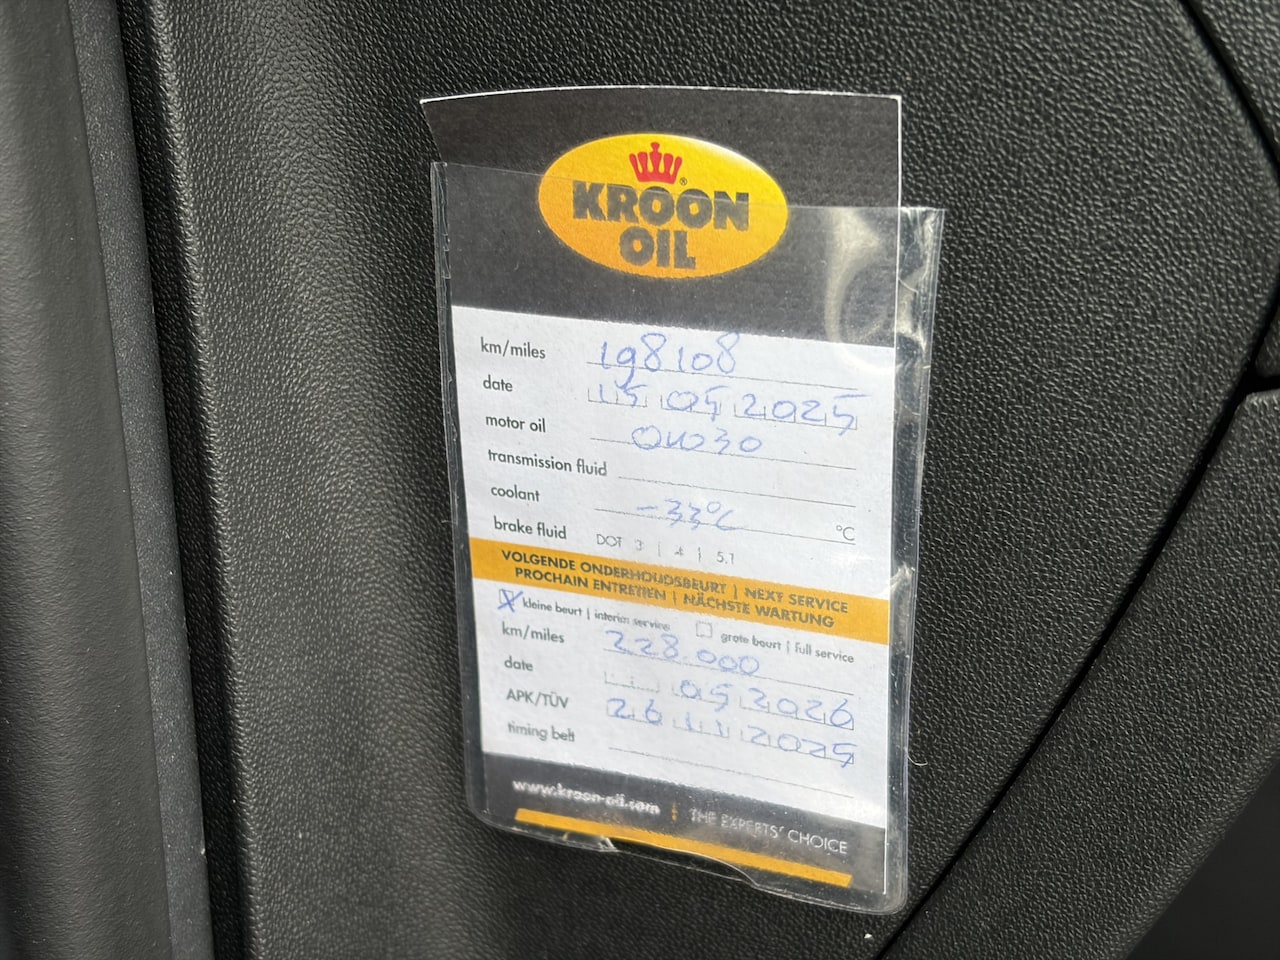 KROON
OIL
km/miles 198108
date 15 05 2025
motor oil 0W30
transmission fluid
coolant -33°C °C
brake fluid DOT 3 | 4 | 5.1
VOLGENDE ONDERHOUDSBEURT | NEXT SERVICE
PROCHAIN ENTRETIEN | NÄCHSTE WARTUNG
kleine beurt | interim service grote beurt | full service
km/miles 228.000
date 05 2026
APK/TÜV 26 11 2025
timing belt
www.kroon-oil.com | THE EXPERTS' CHOICE